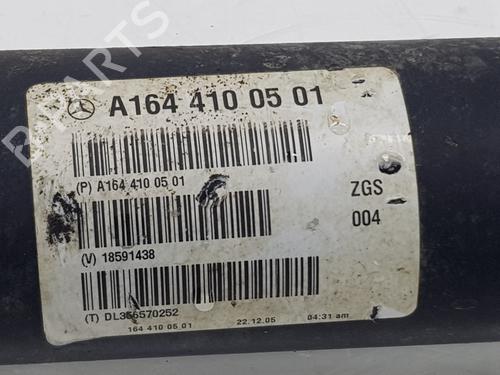 A164 410 05 01
(P) A164 410 05 01
ZGS
004
(V) 18591438
(T) DL356570252
164 410 05 01 22.12.05 04:31 am